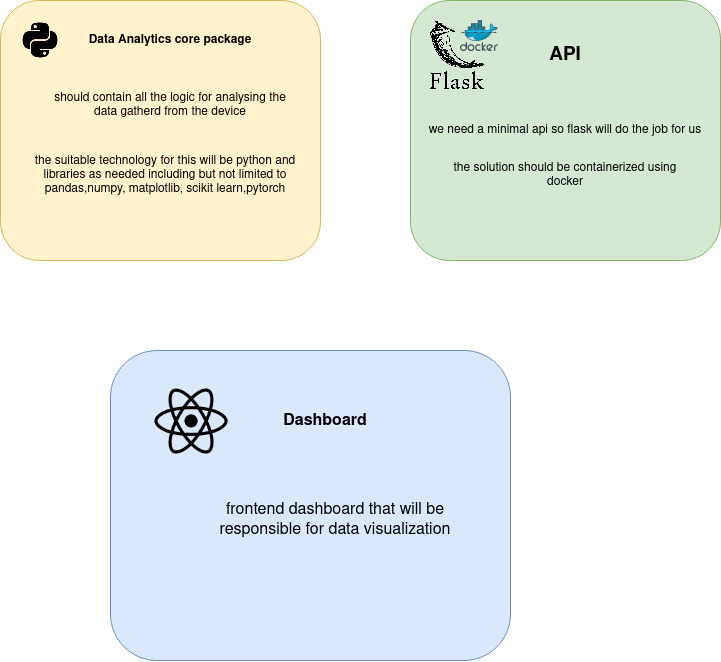 Data Analytics core package
should contain all the logic for analysing the
data gatherd from the device
the suitable technology for this will be python and
libraries as needed including but not limited to
pandas,numpy, matplotlib, scikit learn,pytorch
docker
Flask
API
we need a minimal api so flask will do the job for us
the solution should be containerized using
docker
Dashboard
frontend dashboard that will be
responsible for data visualization